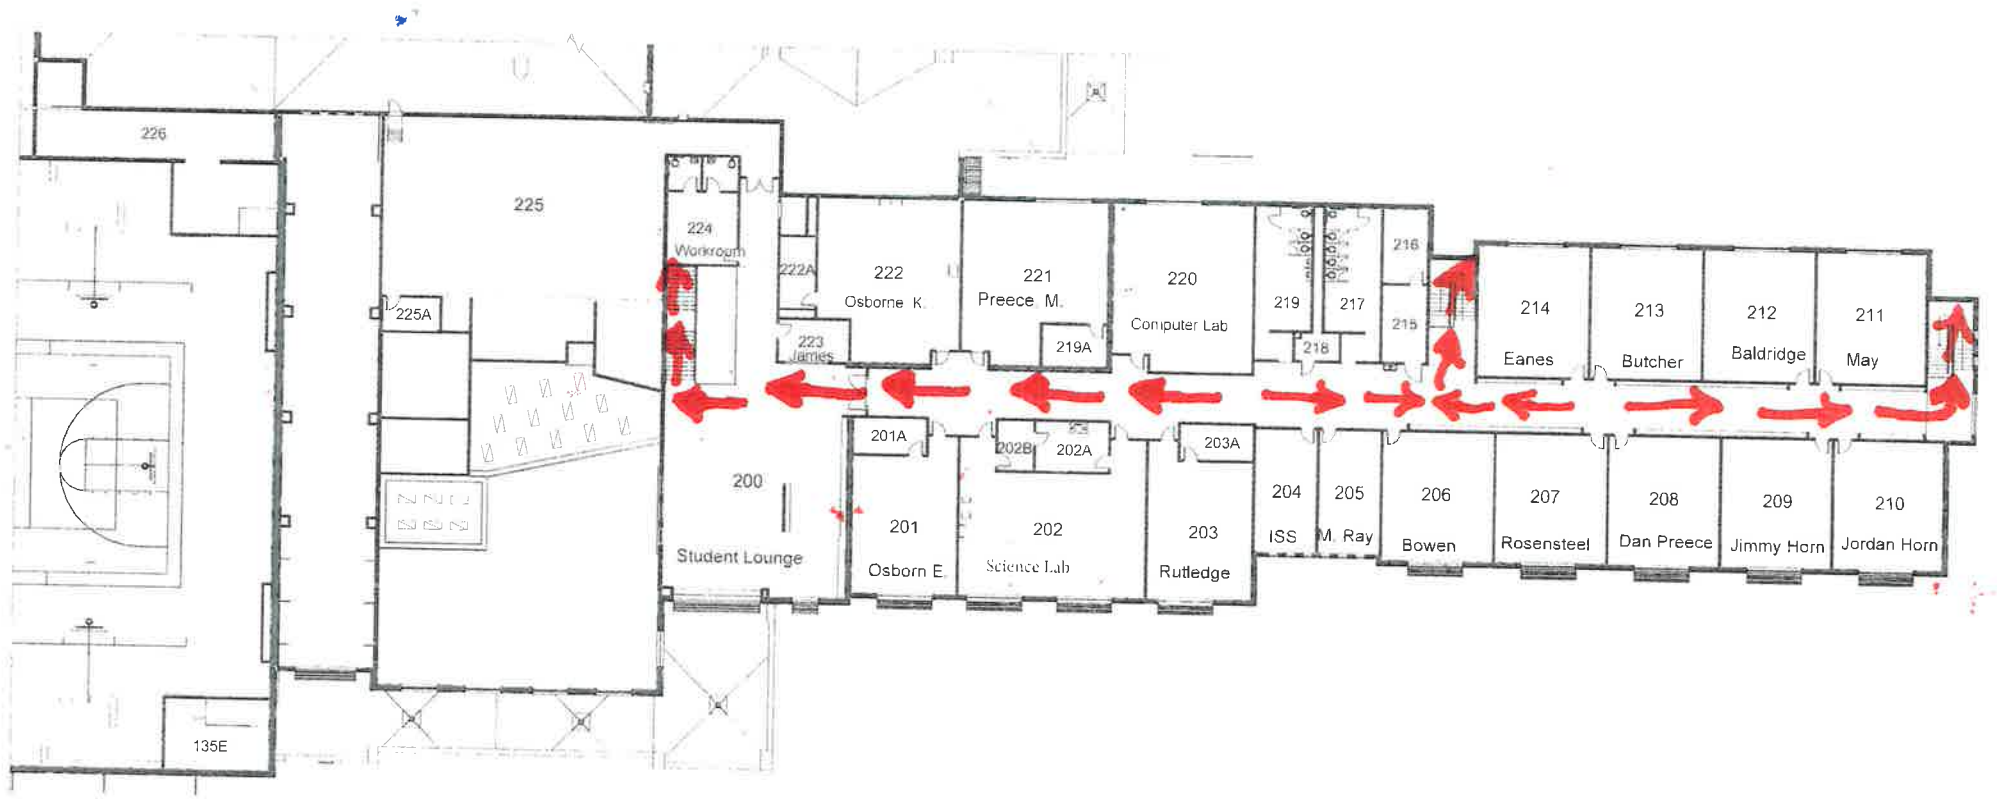 226
225
224
Workroom
222A
222
Osborne K.
221
Preece M.
220
Computer Lab
219
217
216
215
218
219A
223
James
225A
214
Eanes
213
Butcher
212
Baldridge
211
May
201A
202B
202A
203A
200
Student Lounge
201
Osborn E.
202
Science Lab
203
Rutledge
204
ISS
205
M. Ray
206
Bowen
207
Rosensteel
208
Dan Preece
209
Jimmy Horn
210
Jordan Horn
135E